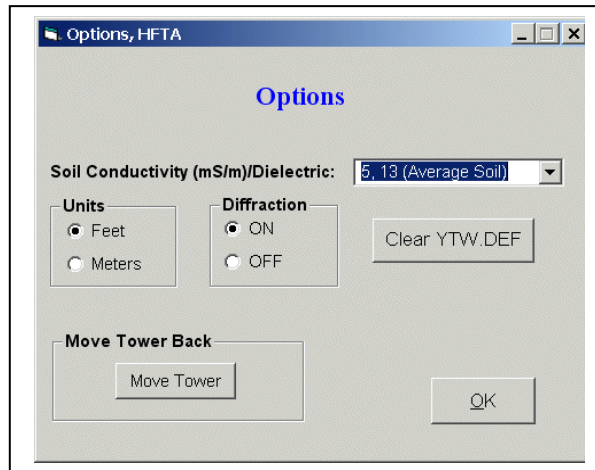 Options, HFTA
Options
Soil Conductivity (mS/m)/Dielectric: 5, 13 (Average Soil)
Units
Feet
Meters
Diffraction
ON
OFF
Clear YTW.DEF
Move Tower Back
Move Tower
OK